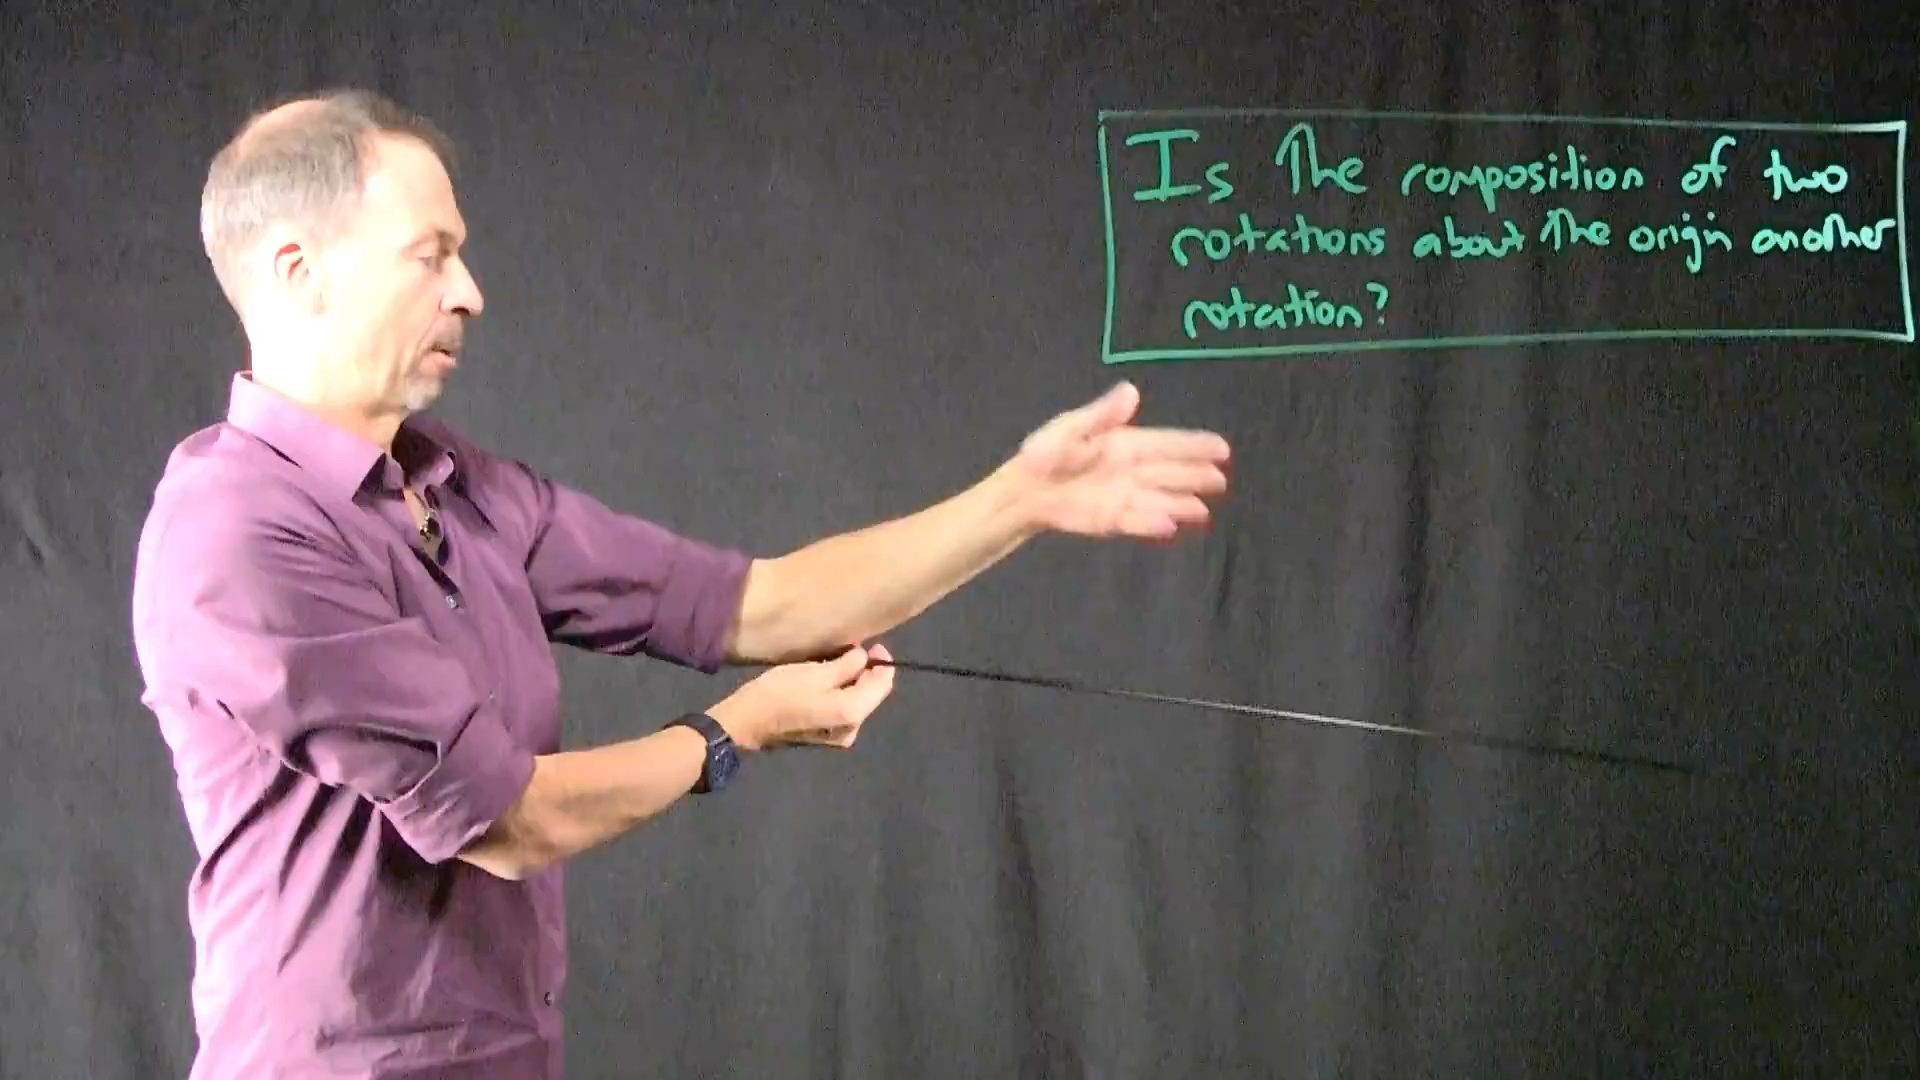 Is the composition of two
rotations about the origin another
rotation?